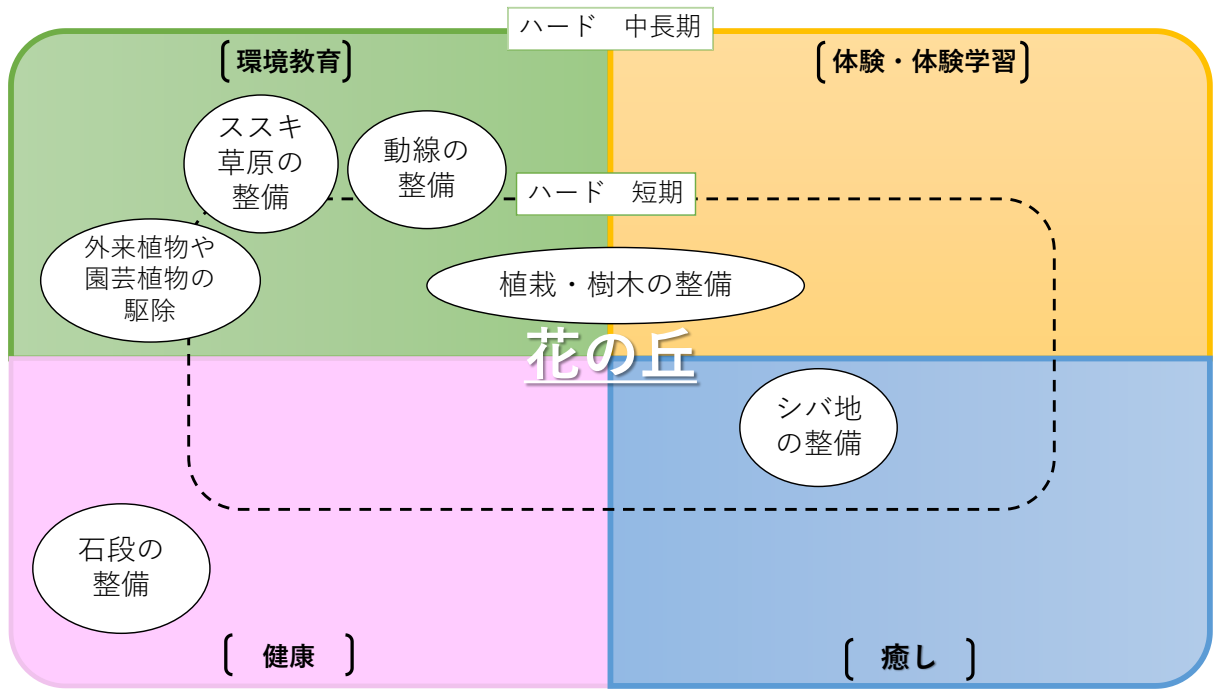 ハード　中長期
[環境教育]
[体験・体験学習]
ススキ
草原の
整備
動線の
整備
ハード　短期
外来植物や
園芸植物の
駆除
植栽・樹木の整備
花の丘
シバ地
の整備
石段の
整備
[ 健康 ]
[ 癒し ]